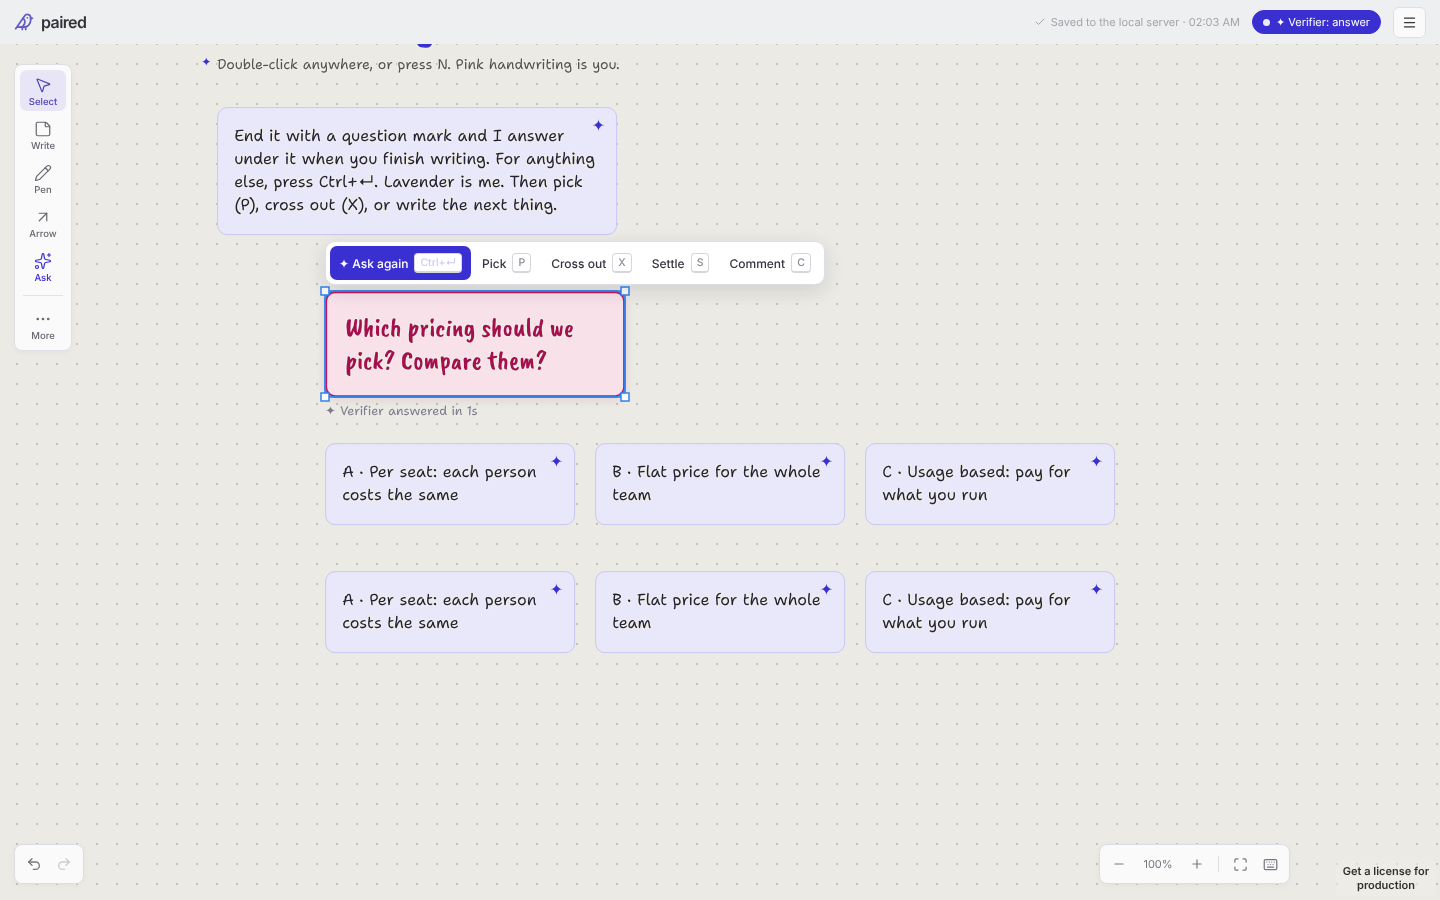 paired
Saved to the local server · 02:03 AM
✦ Verifier: answer
✦ Double-click anywhere, or press N. Pink handwriting is you.
Select
Write
Pen
Arrow
Ask
More
End it with a question mark and I answer
under it when you finish writing. For anything
else, press Ctrl+↵. Lavender is me. Then pick
(P), cross out (X), or write the next thing.
✦ Ask again Ctrl+↵ Pick P Cross out X Settle S Comment C
Which pricing should we
pick? Compare them?
✦ Verifier answered in 1s
A · Per seat: each person
costs the same
B · Flat price for the whole
team
C · Usage based: pay for
what you run
A · Per seat: each person
costs the same
B · Flat price for the whole
team
C · Usage based: pay for
what you run
100%
Get a license for
production